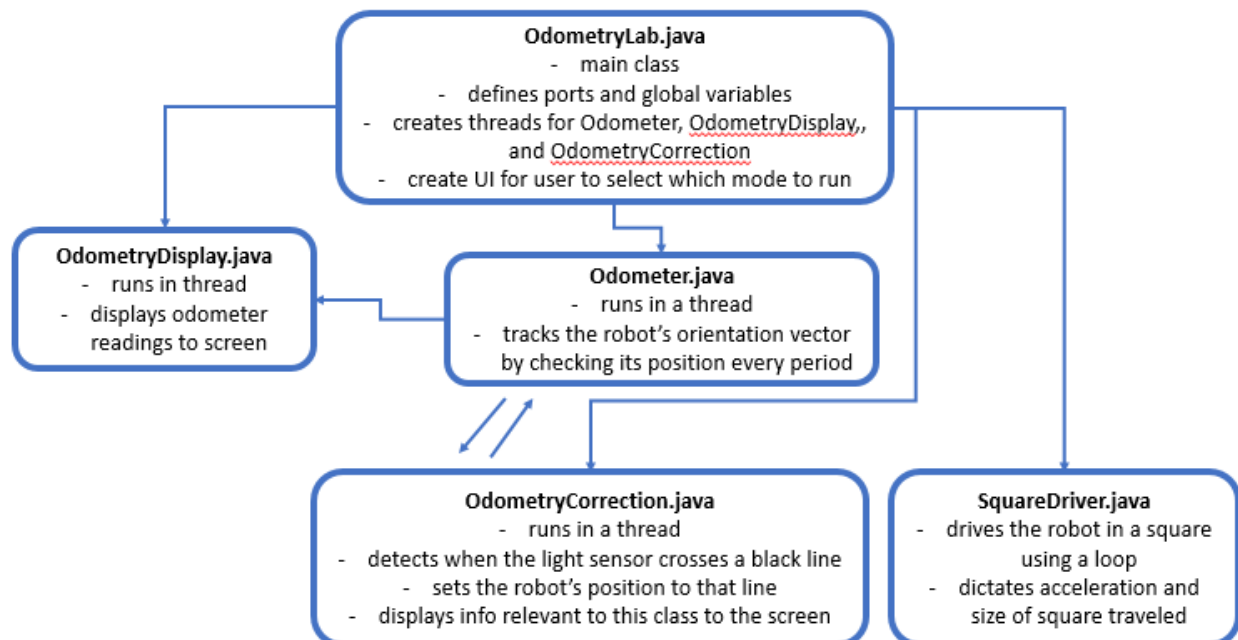 OdometryLab.java
- main class
- defines ports and global variables
- creates threads for Odometer, OdometryDisplay,,
and OdometryCorrection
- create UI for user to select which mode to run
OdometryDisplay.java
- runs in thread
- displays odometer
readings to screen
Odometer.java
- runs in a thread
- tracks the robot's orientation vector
by checking its position every period
OdometryCorrection.java
- runs in a thread
- detects when the light sensor crosses a black line
- sets the robot's position to that line
- displays info relevant to this class to the screen
SquareDriver.java
- drives the robot in a square
using a loop
- dictates acceleration and
size of square traveled